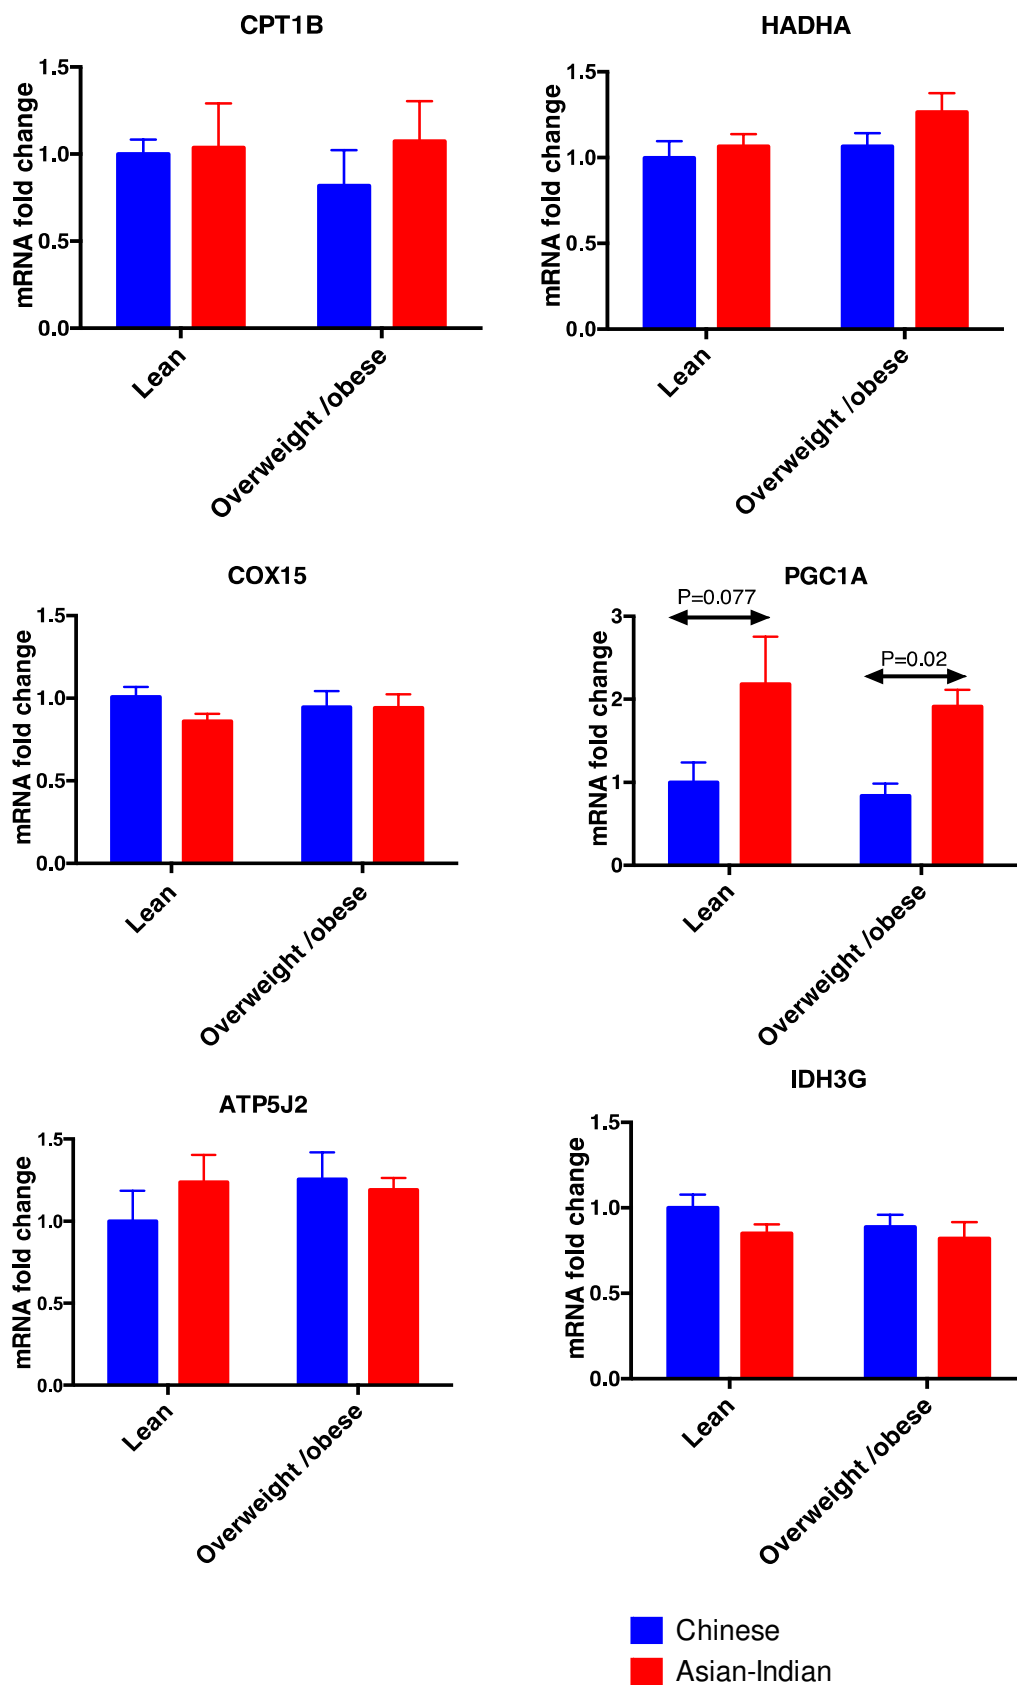 CPT1B
mRNA fold change
1.5
1.0
0.5
0.0
Lean
Overweight /obese
HADHA
mRNA fold change
1.5
1.0
0.5
0.0
Lean
Overweight /obese
COX15
mRNA fold change
1.5
1.0
0.5
0.0
Lean
Overweight /obese
PGC1A
mRNA fold change
3
2
1
0
P=0.077
P=0.02
Lean
Overweight /obese
ATP5J2
mRNA fold change
1.5
1.0
0.5
0.0
Lean
Overweight /obese
IDH3G
mRNA fold change
1.5
1.0
0.5
0.0
Lean
Overweight /obese
Chinese
Asian-Indian